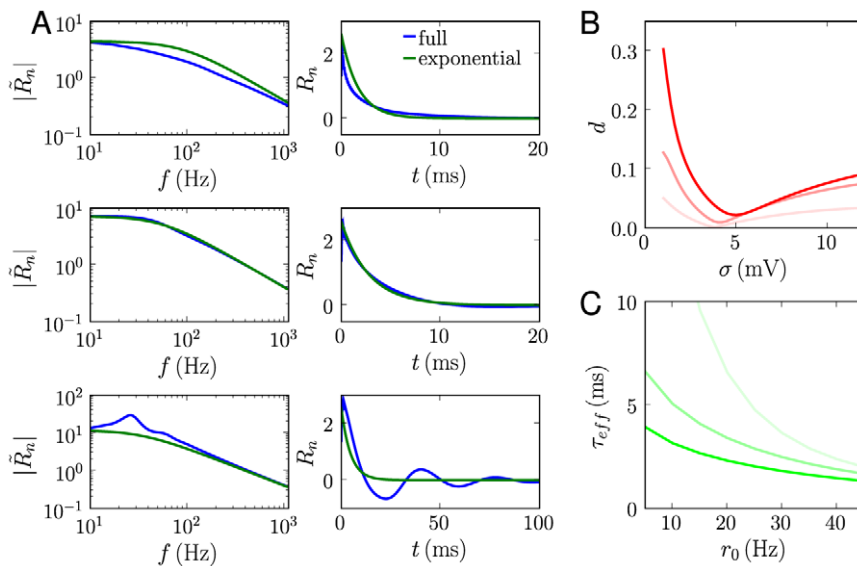 A
|R̃ₙ|
10¹
10⁰
10⁻¹
10¹ 10² 10³
f (Hz)
Rₙ
2
0
full
exponential
0 10 20
t (ms)
|R̃ₙ|
10¹
10⁰
10⁻¹
10¹ 10² 10³
f (Hz)
Rₙ
2
0
0 10 20
t (ms)
|R̃ₙ|
10²
10¹
10⁰
10⁻¹
10¹ 10² 10³
f (Hz)
Rₙ
2
0
0 50 100
t (ms)
B
d
0.3
0.2
0.1
0.0
0 5 10
σ (mV)
C
τeff (ms)
10
5
0
10 20 30 40
r₀ (Hz)